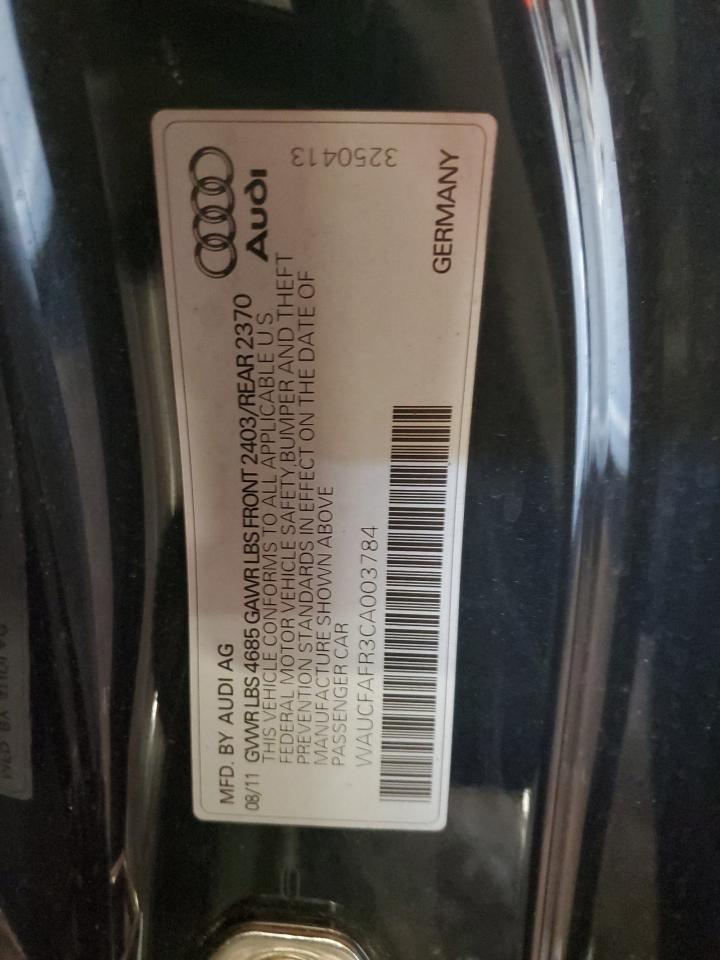 MFD. BY AUDI AG
08/11 GVWR LBS 4685 GAWR LBS FRONT 2403/REAR 2370
THIS VEHICLE CONFORMS TO ALL APPLICABLE U S
FEDERAL MOTOR VEHICLE SAFETY,BUMPER AND THEFT
PREVENTION STANDARDS IN EFFECT ON THE DATE OF
MANUFACTURE SHOWN ABOVE
PASSENGER CAR
WAUCFAFR3CA003784
Audi
3250413
GERMANY